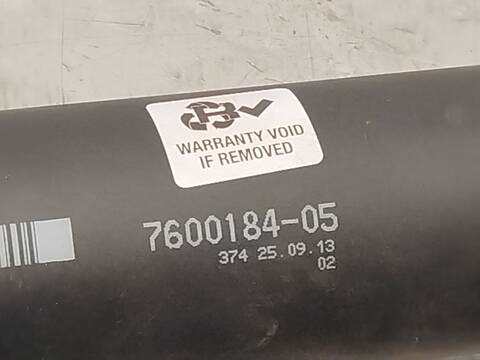 WARRANTY VOID
IF REMOVED
7600184-05
374 25.09.13
02